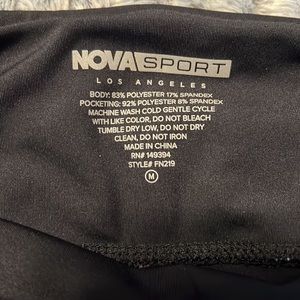 NOVA SPORT
LOS ANGELES
BODY: 83% POLYESTER 17% SPANDEX
POCKETING: 92% POLYESTER 8% SPANDEX
MACHINE WASH COLD GENTLE CYCLE
WITH LIKE COLOR, DO NOT BLEACH
TUMBLE DRY LOW, DO NOT DRY
CLEAN, DO NOT IRON
MADE IN CHINA
RN# 149394
STYLE# FN219
M